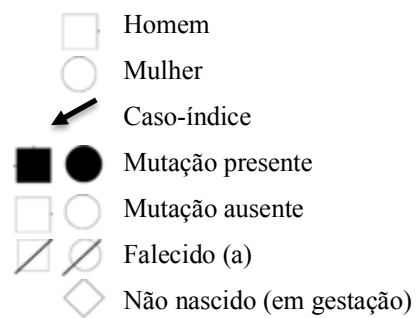 Homem
Mulher
Caso-índice
Mutação presente
Mutação ausente
Falecido (a)
Não nascido (em gestação)